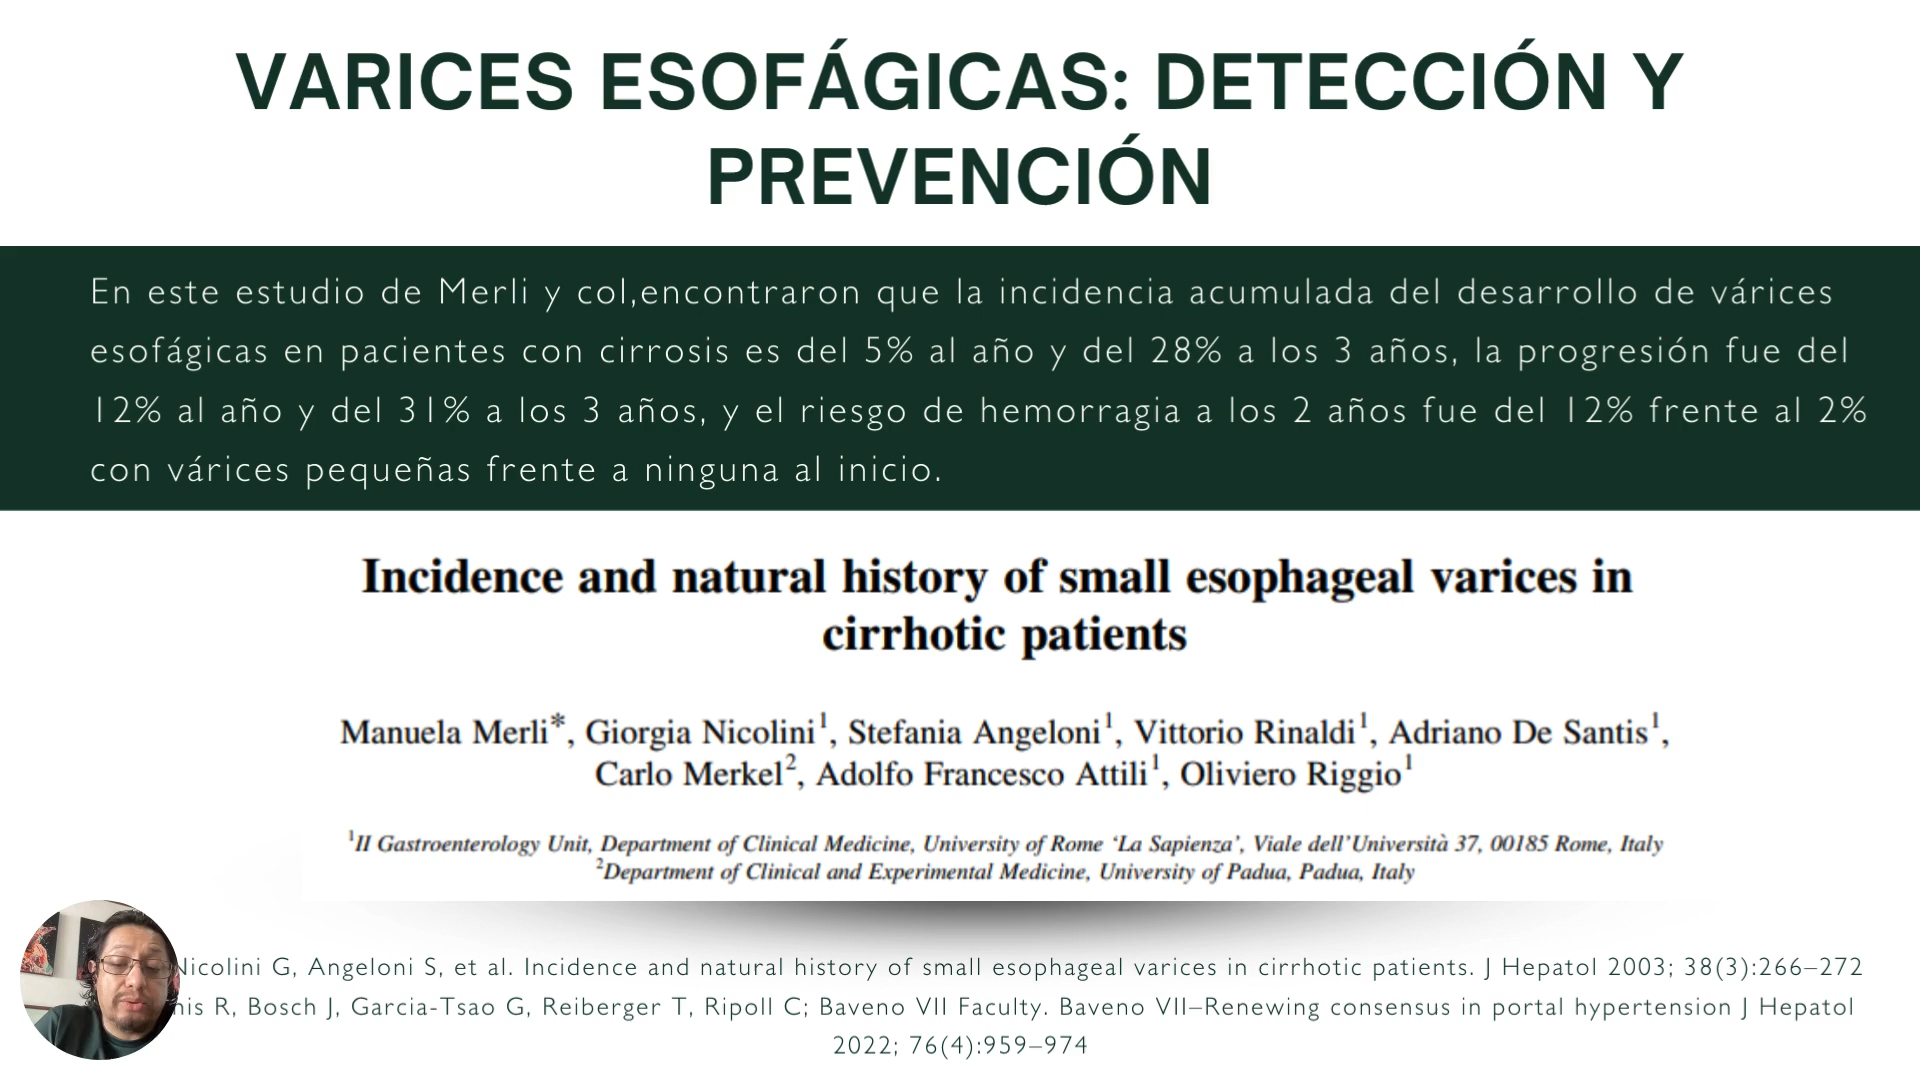 VARICES ESOFÁGICAS: DETECCIÓN Y
PREVENCIÓN
En este estudio de Merli y col,encontraron que la incidencia acumulada del desarrollo de várices
esofágicas en pacientes con cirrosis es del 5% al año y del 28% a los 3 años, la progresión fue del
12% al año y del 31% a los 3 años, y el riesgo de hemorragia a los 2 años fue del 12% frente al 2%
con várices pequeñas frente a ninguna al inicio.
Incidence and natural history of small esophageal varices in
cirrhotic patients
Manuela Merli*, Giorgia Nicolini¹, Stefania Angeloni¹, Vittorio Rinaldi¹, Adriano De Santis¹,
Carlo Merkel², Adolfo Francesco Attili¹, Oliviero Riggio¹
¹II Gastroenterology Unit, Department of Clinical Medicine, University of Rome ‘La Sapienza’, Viale dell’Università 37, 00185 Rome, Italy
²Department of Clinical and Experimental Medicine, University of Padua, Padua, Italy
Nicolini G, Angeloni S, et al. Incidence and natural history of small esophageal varices in cirrhotic patients. J Hepatol 2003; 38(3):266–272
R, Bosch J, Garcia-Tsao G, Reiberger T, Ripoll C; Baveno VII Faculty. Baveno VII–Renewing consensus in portal hypertension J Hepatol
2022; 76(4):959–974